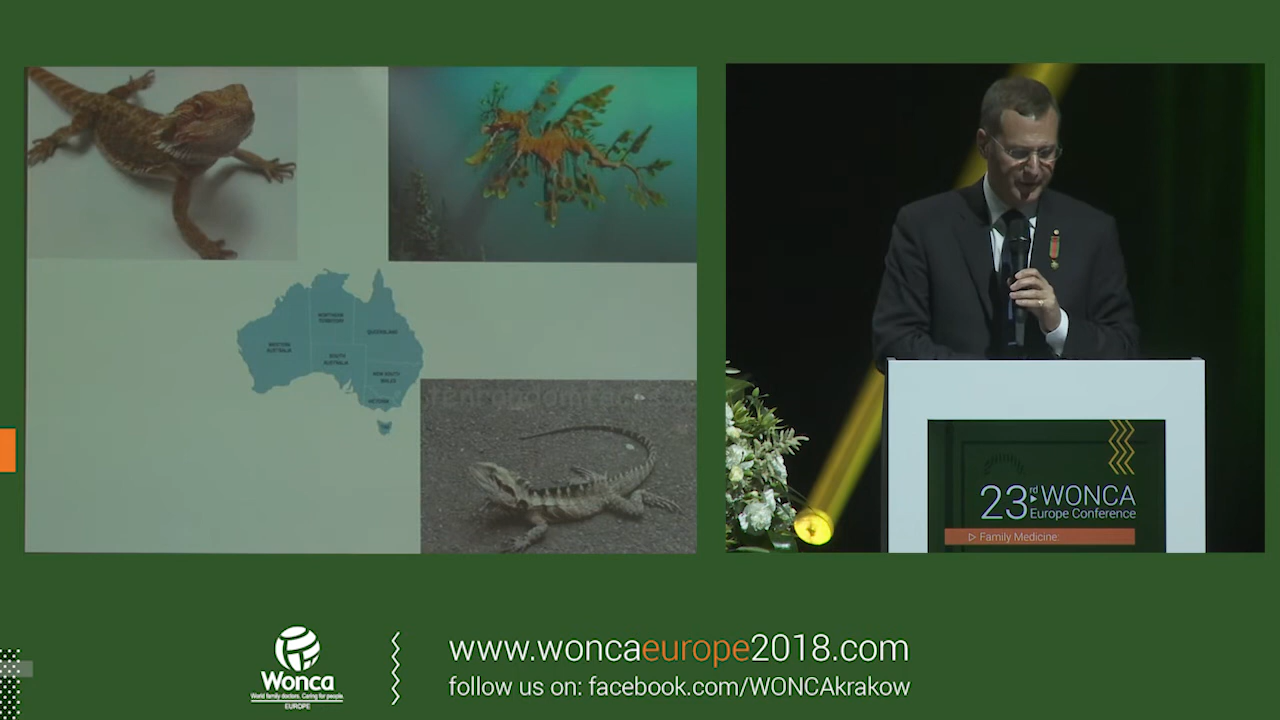 NORTHERN
TERRITORY
QUEENSLAND
WESTERN
AUSTRALIA
SOUTH
AUSTRALIA
NEW SOUTH
WALES
VICTORIA
23rd WONCA
Europe Conference
Family Medicine:
Wonca
World family doctors. Caring for people.
EUROPE
www.woncaeurope2018.com
follow us on: facebook.com/WONCAkrakow